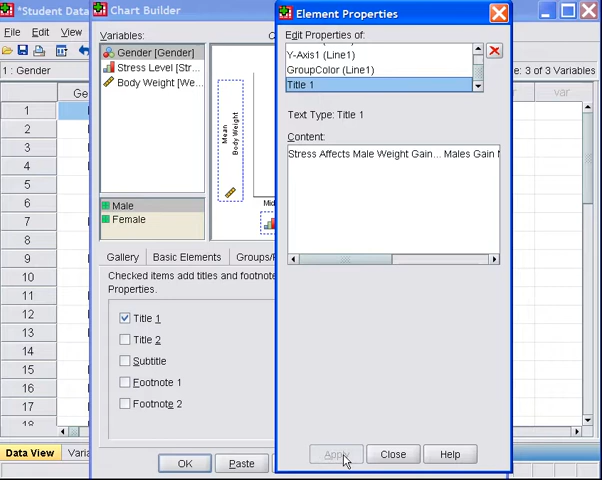 *Student Data
Chart Builder
Element Properties
File Edit View
Variables:
Edit Properties of:
Y-Axis1 (Line1)
GroupColor (Line1)
Title 1
Gender [Gender]
Stress Level [Str...
Body Weight [We...
1 : Gender
e: 3 of 3 Variables
var
Text Type: Title 1
Content:
Stress Affects Male Weight Gain... Males Gain
Mean
Body Weight
1
2
3
4
5
6
7
8
9
10
11
12
13
14
15
16
17
18
Male
Female
Gallery Basic Elements
Checked items add titles and footnote
Properties.
Title 1
Title 2
Subtitle
Footnote 1
Footnote 2
Apply Close Help
Data View
OK Paste